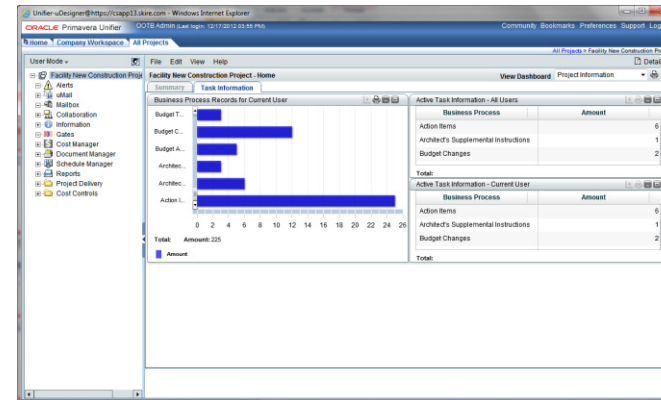 Unifier-uDesigner@https://csapp13.skire.com - Windows Internet Explorer
ORACLE Primavera Unifier OOTB Admin (Last login: 12/17/2012 03:55 PM) Community Bookmarks Preferences Support Log
Home Company Workspace All Projects
All Projects > Facility New Construction Pro
User Mode
File Edit View Help Detail
Facility New Construction Proje
Alerts
uMail
Mailbox
Collaboration
Information
Gates
Cost Manager
Document Manager
Schedule Manager
Reports
Project Delivery
Cost Controls
Facility New Construction Project - Home View Dashboard Project Information
Summary Task Information
Business Process Records for Current User
Budget T...
Budget C...
Budget A...
Architec...
Architec...
Action I...
0 2 4 6 8 10 12 14 16 18 20 22 24 26
Total: Amount: 225
Amount
Active Task Information - All Users
Business Process Amount
Action Items 6
Architect's Supplemental Instructions 1
Budget Changes 2
Total:
Active Task Information - Current User
Business Process Amount
Action Items 6
Architect's Supplemental Instructions 1
Budget Changes 2
Total: